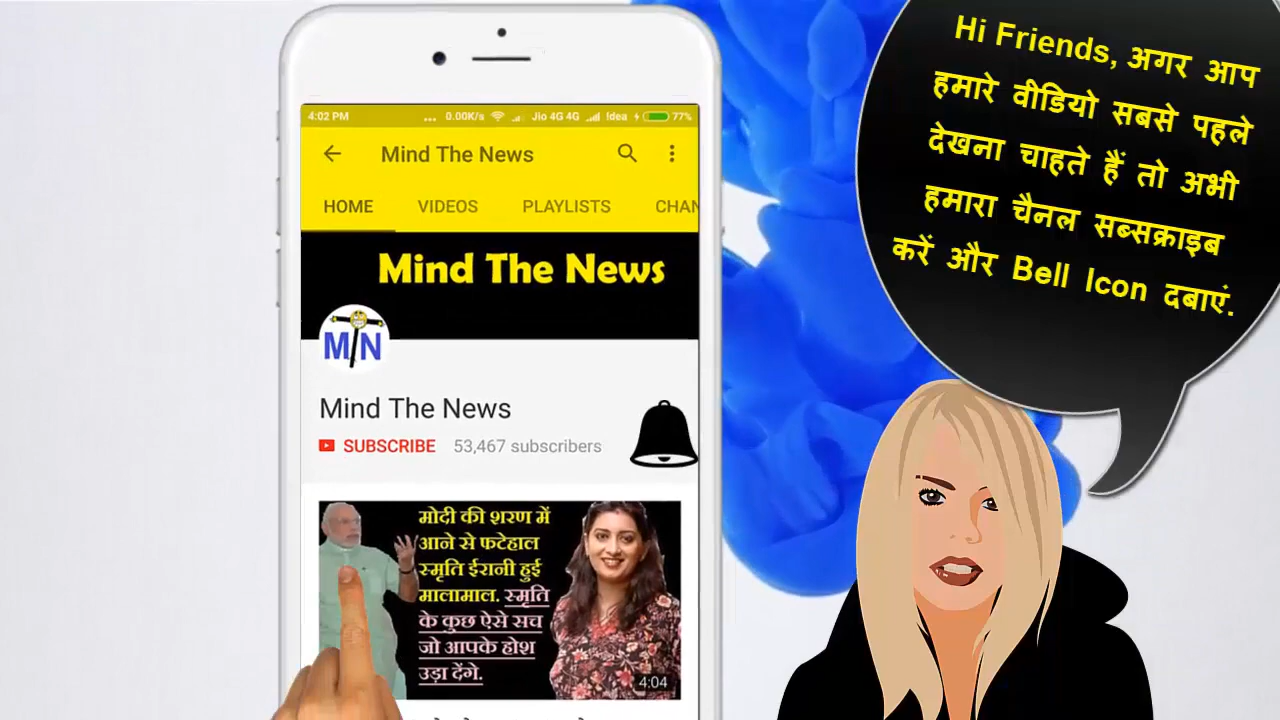 Hi Friends, अगर आप
हमारे वीडियो सबसे पहले
देखना चाहते हैं तो अभी
हमारा चैनल सब्सक्राइब
करें और Bell Icon दबाएं.
4:02 PM ... 0.00K/s Jio 4G 4G Idea 77%
Mind The News
HOME VIDEOS PLAYLISTS CHAN
Mind The News
M N
Mind The News
SUBSCRIBE 53,467 subscribers
मोदी की शरण में
आने से फटेहाल
स्मृति ईरानी हुई
मालामाल. स्मृति
के कुछ ऐसे सच
जो आपके होश
उड़ा देंगे.
4:04